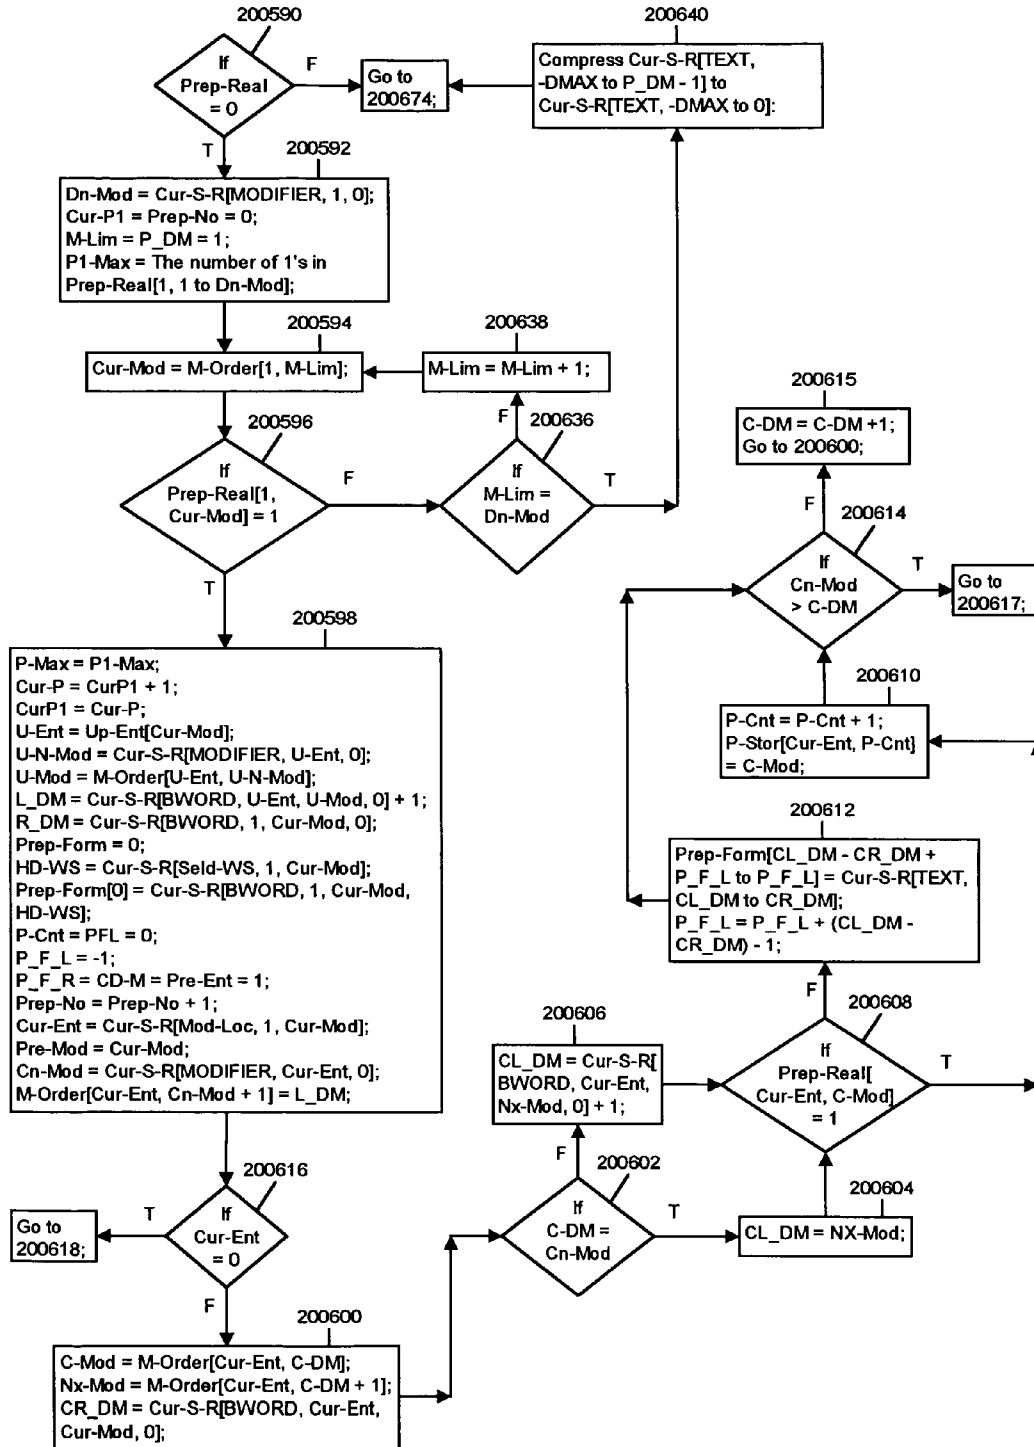 200590
If
Prep-Real
= 0
F
T
Go to
200674;
200640
Compress Cur-S-R[TEXT,
-DMAX to P_DM - 1] to
Cur-S-R[TEXT, -DMAX to 0]:
200592
Dn-Mod = Cur-S-R[MODIFIER, 1, 0];
Cur-P1 = Prep-No = 0;
M-Lim = P_DM = 1;
P1-Max = The number of 1's in
Prep-Real[1, 1 to Dn-Mod];
200594
Cur-Mod = M-Order[1, M-Lim];
200638
M-Lim = M-Lim + 1;
200596
If
Prep-Real[1,
Cur-Mod] = 1
F
T
200636
If
M-Lim =
Dn-Mod
F
T
200615
C-DM = C-DM +1;
Go to 200600;
F
200614
If
Cn-Mod
> C-DM
T
Go to
200617;
200598
P-Max = P1-Max;
Cur-P = CurP1 + 1;
CurP1 = Cur-P;
U-Ent = Up-Ent[Cur-Mod];
U-N-Mod = Cur-S-R[MODIFIER, U-Ent, 0];
U-Mod = M-Order[U-Ent, U-N-Mod];
L_DM = Cur-S-R[BWORD, U-Ent, U-Mod, 0] + 1;
R_DM = Cur-S-R[BWORD, 1, Cur-Mod, 0];
Prep-Form = 0;
HD-WS = Cur-S-R[Seld-WS, 1, Cur-Mod];
Prep-Form[0] = Cur-S-R[BWORD, 1, Cur-Mod,
HD-WS];
P-Cnt = PFL = 0;
P_F_L = -1;
P_F_R = CD-M = Pre-Ent = 1;
Prep-No = Prep-No + 1;
Cur-Ent = Cur-S-R[Mod-Loc, 1, Cur-Mod];
Pre-Mod = Cur-Mod;
Cn-Mod = Cur-S-R[MODIFIER, Cur-Ent, 0];
M-Order[Cur-Ent, Cn-Mod + 1] = L_DM;
200610
P-Cnt = P-Cnt + 1;
P-Stor[Cur-Ent, P-Cnt]
= C-Mod;
200612
Prep-Form[CL_DM - CR_DM +
P_F_L to P_F_L] = Cur-S-R[TEXT,
CL_DM to CR_DM];
P_F_L = P_F_L + (CL_DM -
CR_DM) - 1;
F
200608
If
Prep-Real[
Cur-Ent, C-Mod]
= 1
T
200606
CL_DM = Cur-S-R[
BWORD, Cur-Ent,
Nx-Mod, 0] + 1;
F
200602
If
C-DM =
Cn-Mod
T
200604
CL_DM = NX-Mod;
200616
If
Cur-Ent
= 0
T
F
Go to
200618;
200600
C-Mod = M-Order[Cur-Ent, C-DM];
Nx-Mod = M-Order[Cur-Ent, C-DM + 1];
CR_DM = Cur-S-R[BWORD, Cur-Ent,
Cur-Mod, 0];